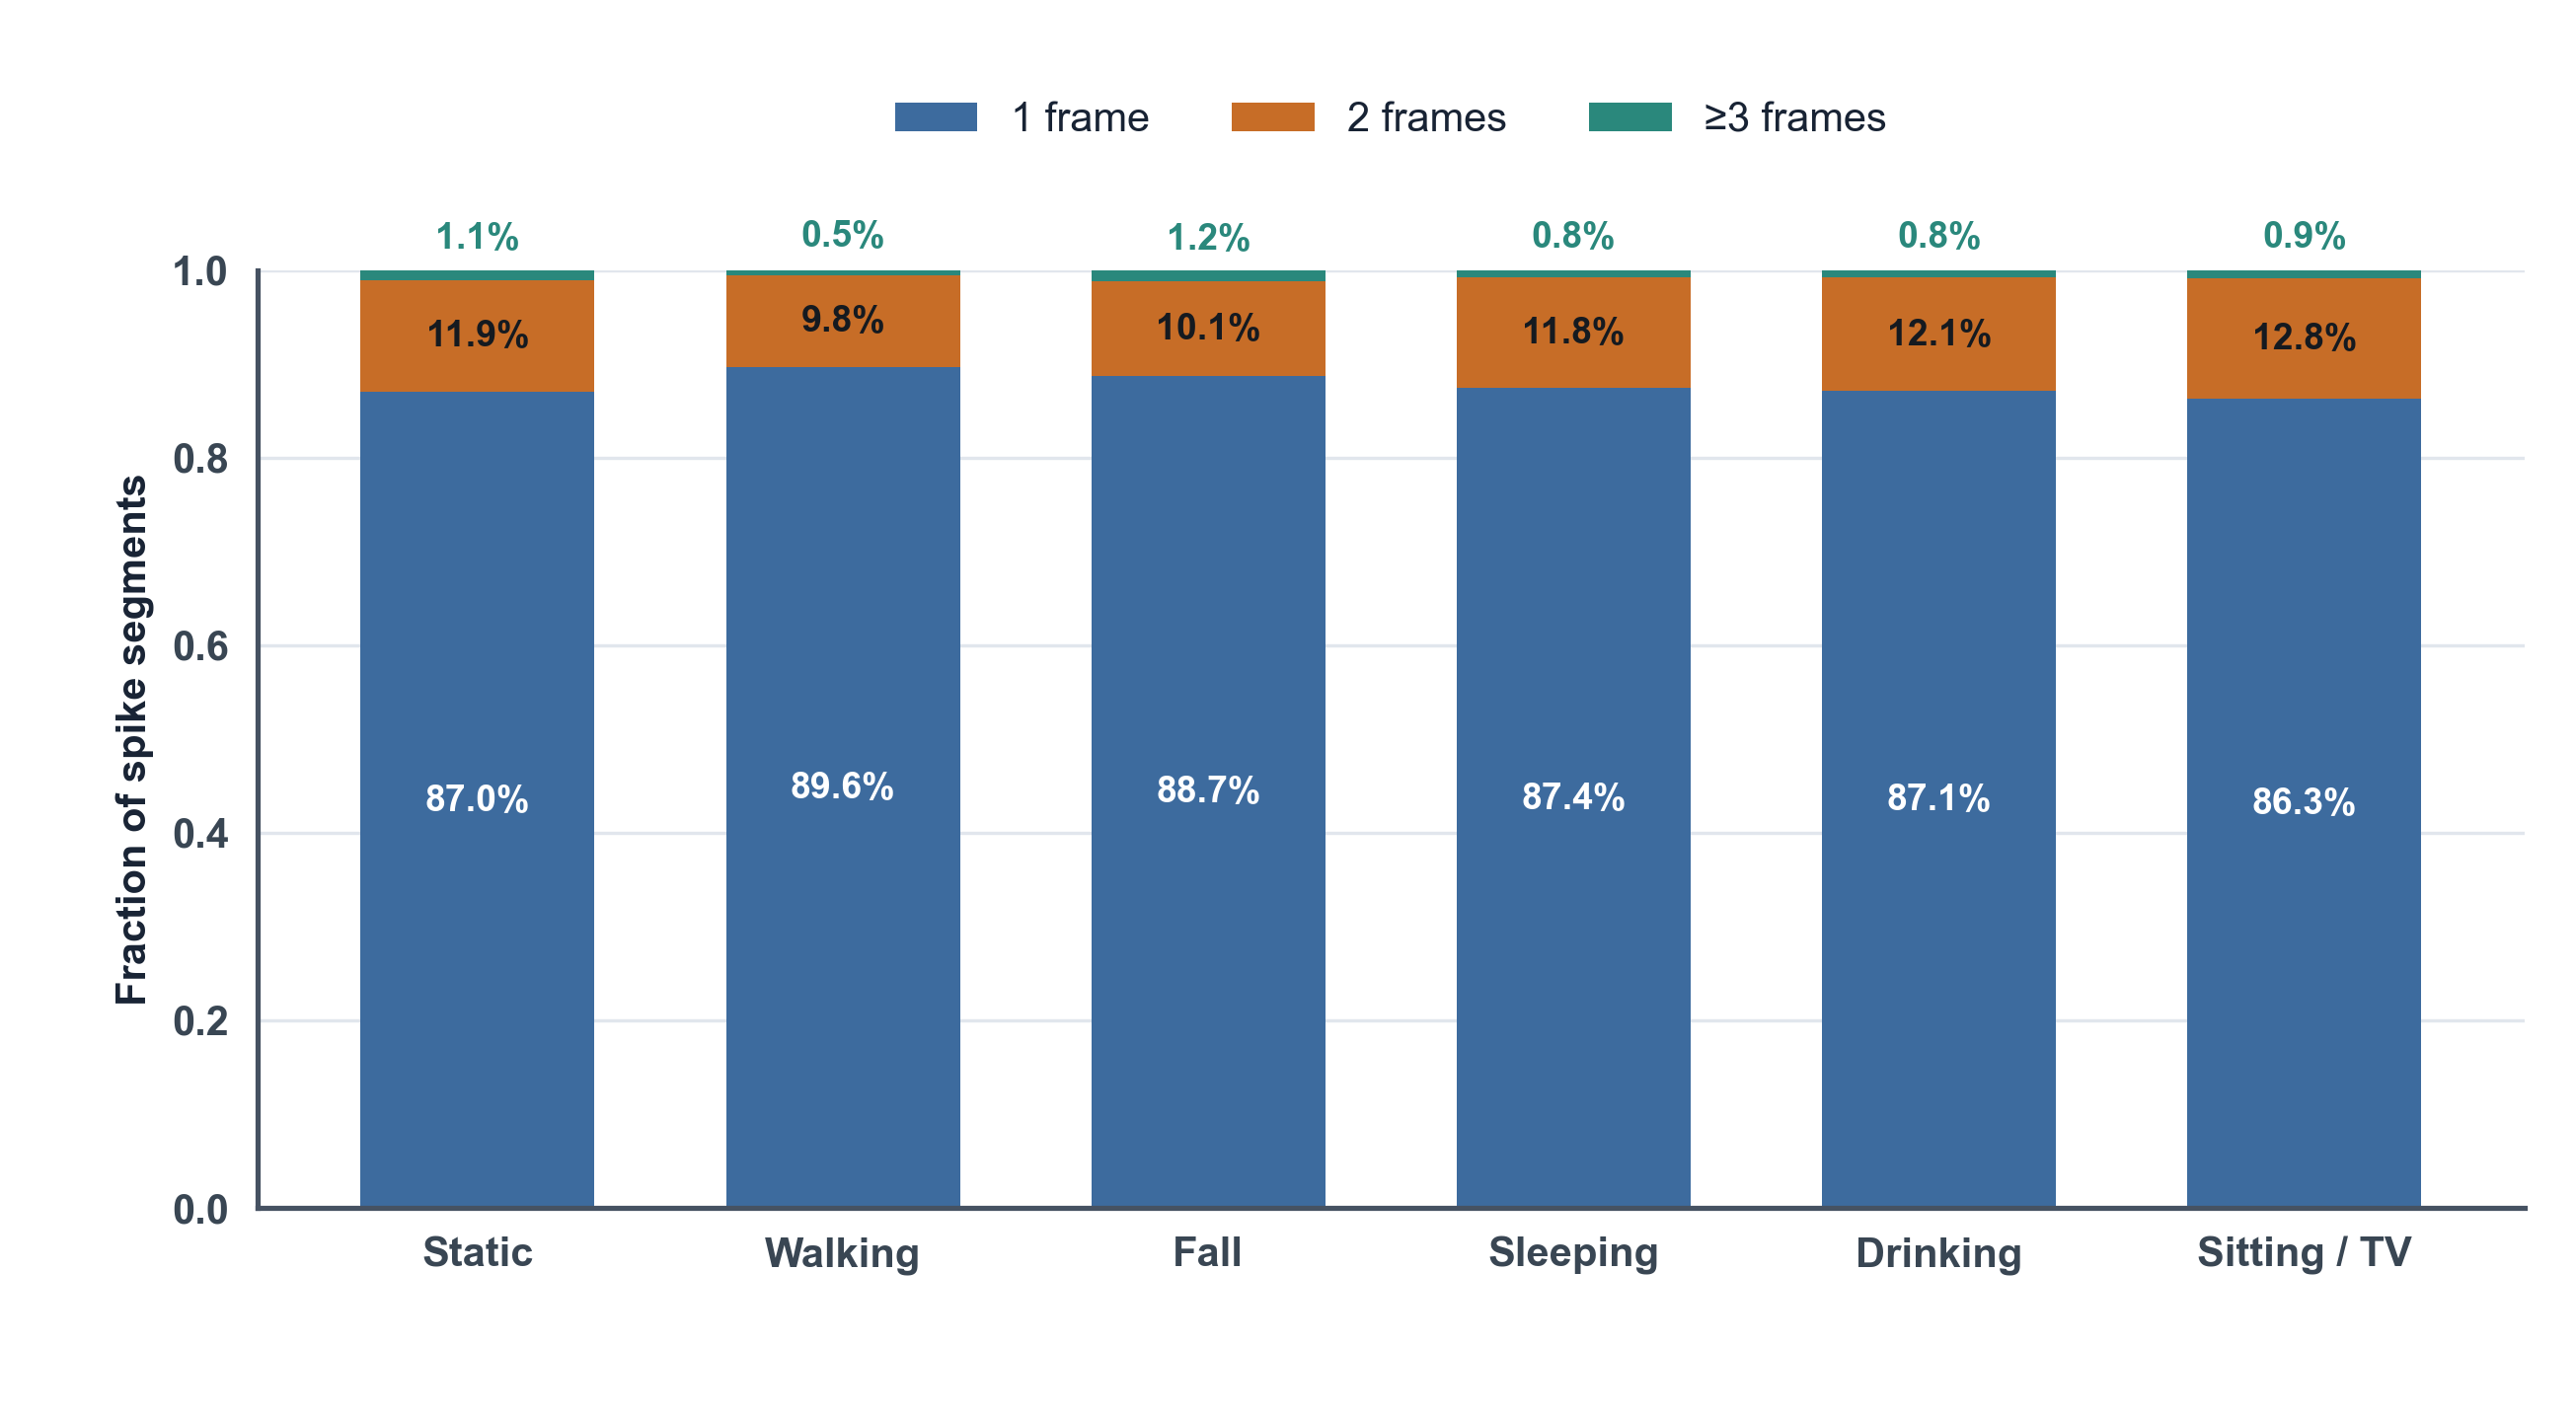 1 frame 2 frames ≥3 frames
1.1% 0.5% 1.2% 0.8% 0.8% 0.9%
1.0
11.9% 9.8% 10.1% 11.8% 12.1% 12.8%
0.8
Fraction of spike segments
0.6
87.0% 89.6% 88.7% 87.4% 87.1% 86.3%
0.4
0.2
0.0
Static Walking Fall Sleeping Drinking Sitting / TV